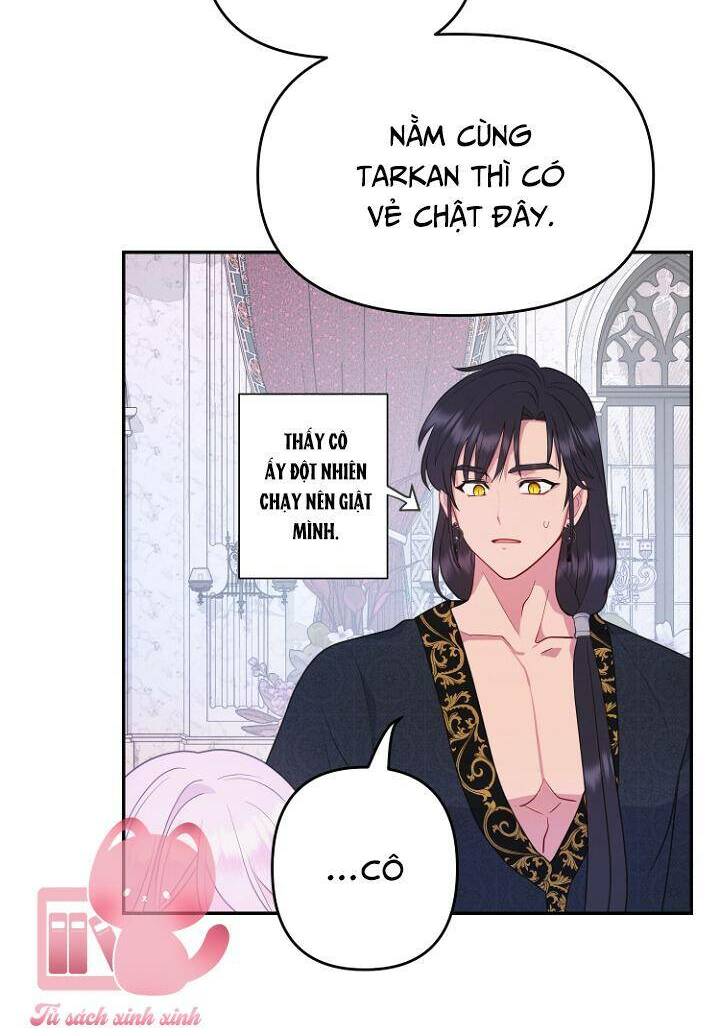 NẰM CÙNG
TARKAN THÌ CÓ
VẺ CHẬT ĐÂY.
THẤY CÔ
ẤY ĐỘT NHIÊN
CHẠY NÊN GIẬT
MÌNH.
...CÔ
Tủ sách xinh xinh